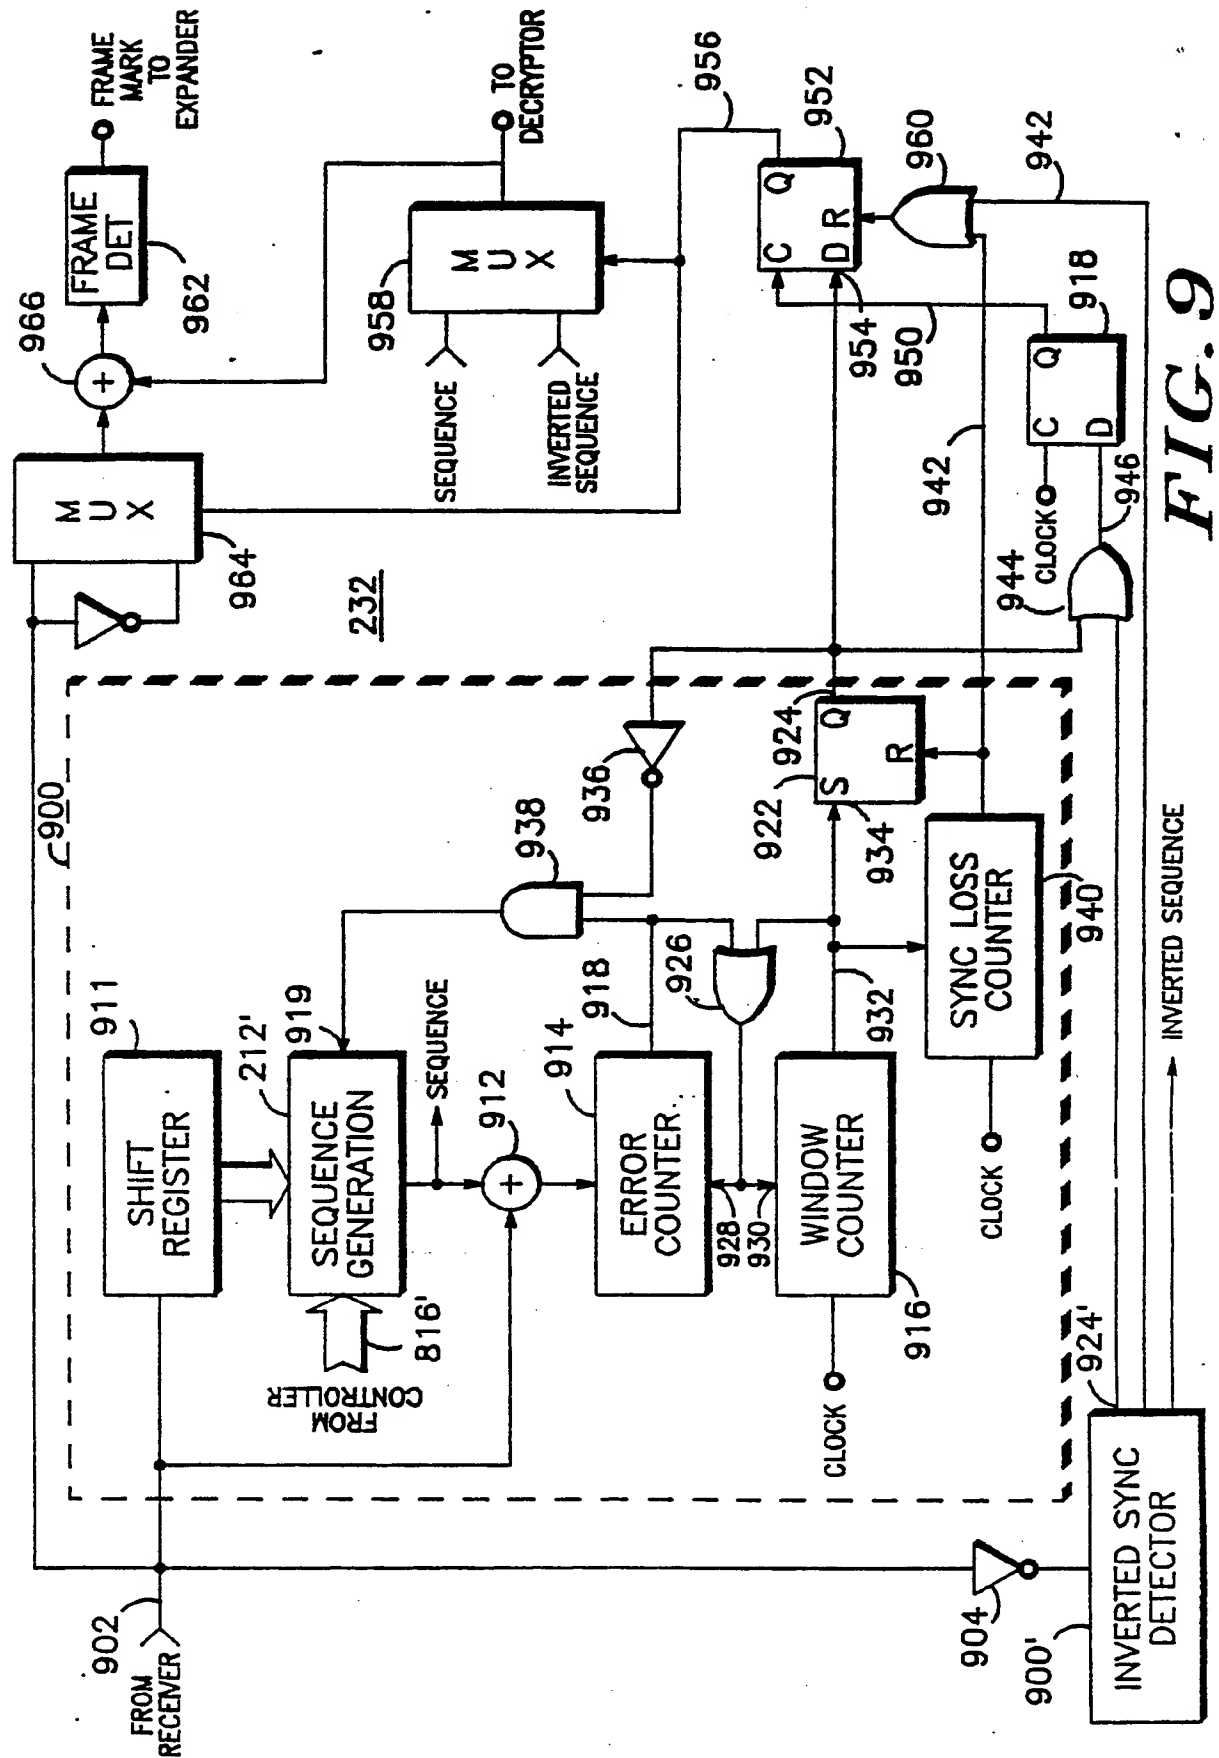 FRAME
MARK
TO
EXPANDER
FRAME
DET
962
966
MUX
964
TO
DECRYPTOR
MUX
958
SEQUENCE
INVERTED
SEQUENCE
956
Q
C
D
R
952
954
950
960
942
942
Q
C
D
918
CLOCK
944
946
232
900
911
SHIFT
REGISTER
212'
919
SEQUENCE
GENERATION
816'
FROM
CONTROLLER
SEQUENCE
912
938
936
914
918
ERROR
COUNTER
926
928
930
WINDOW
COUNTER
916
CLOCK
932
922
924
Q
S
R
934
SYNC LOSS
COUNTER
940
CLOCK
902
FROM
RECEIVER
904
900'
INVERTED SYNC
DETECTOR
924'
INVERTED SEQUENCE
FIG. 9